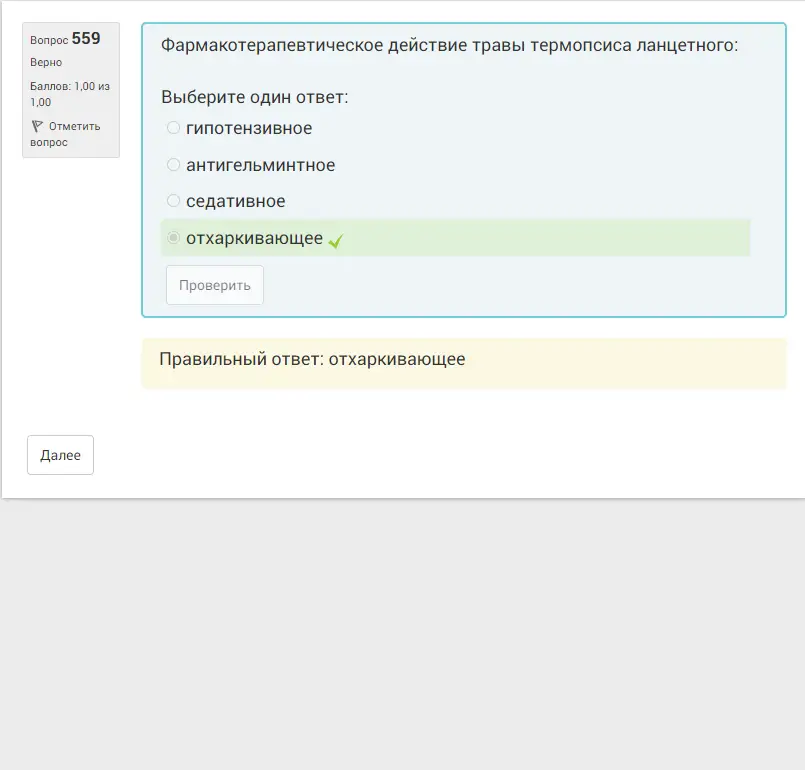 Вопрос 559
Верно
Баллов: 1,00 из
1,00
Отметить
вопрос
Фармакотерапевтическое действие травы термопсиса ланцетного:
Выберите один ответ:
гипотензивное
антигельминтное
седативное
отхаркивающее
Проверить
Правильный ответ: отхаркивающее
Далее